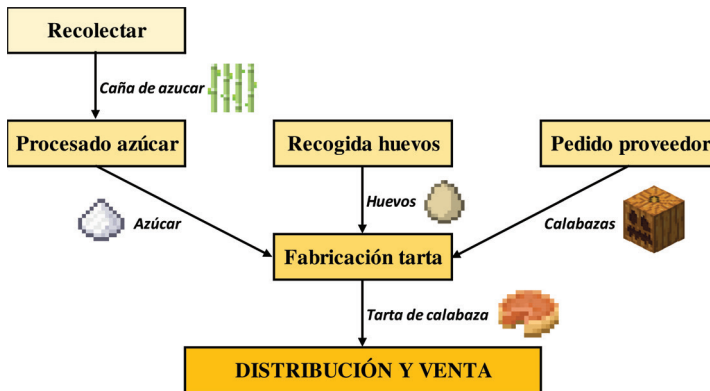 Recolectar
Caña de azucar
Procesado azúcar
Recogida huevos
Pedido proveedor
Azúcar
Huevos
Calabazas
Fabricación tarta
Tarta de calabaza
DISTRIBUCIÓN Y VENTA